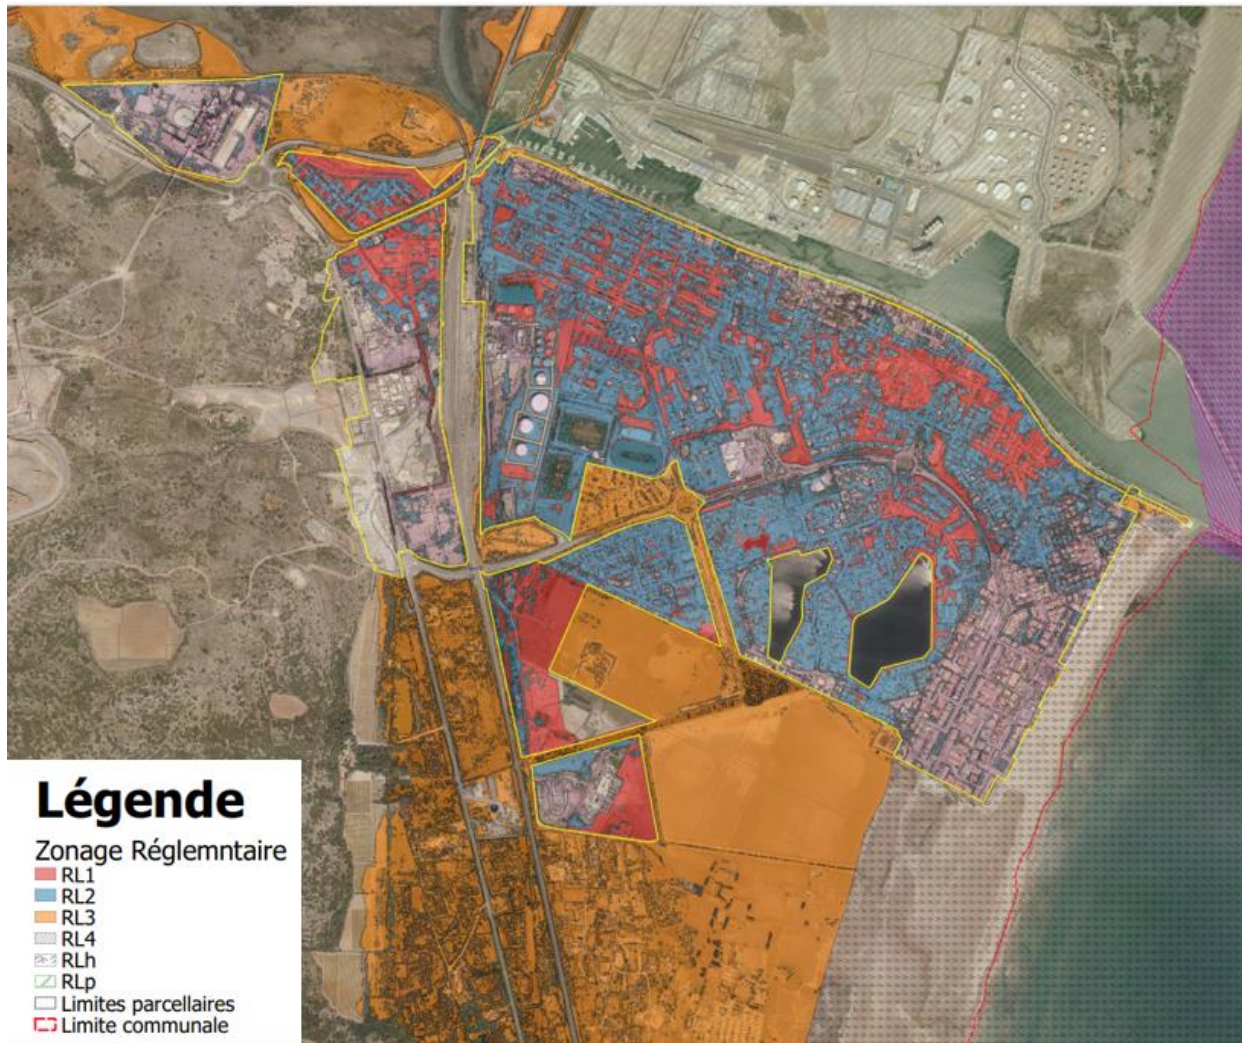 Légende
Zonage Réglemntaire
RL1
RL2
RL3
RL4
RLh
RLp
Limites parcellaires
Limite communale